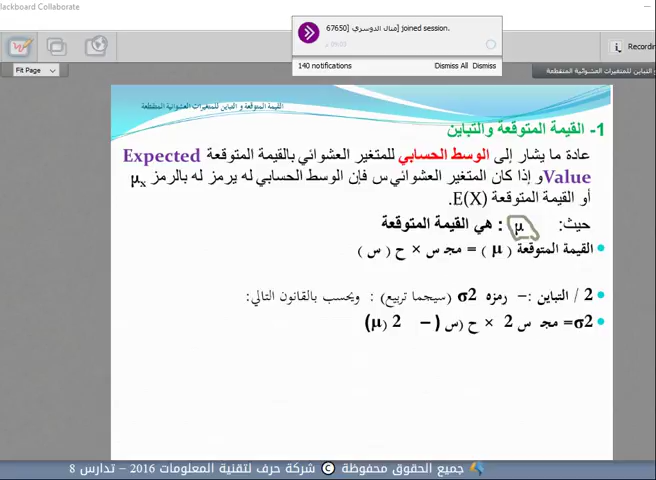 lackboard Collaborate
67650] منال الدوسري] joined session.
140 notifications
Dismiss All Dismiss
Recordin
Fit Page
القيمة المتوقعة و التباين للمتغيرات العشوائية المتقطعة
1- القيمة المتوقعة والتباين
عادة ما يشار إلى الوسط الحسابي للمتغير العشوائي بالقيمة المتوقعة Expected
Value و إذا كان المتغير العشوائي س فإن الوسط الحسابي له يرمز له بالرمز μx
أو القيمة المتوقعة E(X).
حيث: μ : هي القيمة المتوقعة
القيمة المتوقعة ( μ ) = مجـ س × ح ( س )
2 / التباين :– رمزه σ2 (سيجما تربيع) : ويحسب بالقانون التالي:
σ2= مجـ س 2 × ح (س ) – 2 (μ)
جميع الحقوق محفوظة © شركة حرف لتقنية المعلومات 2016 – تدارس 8